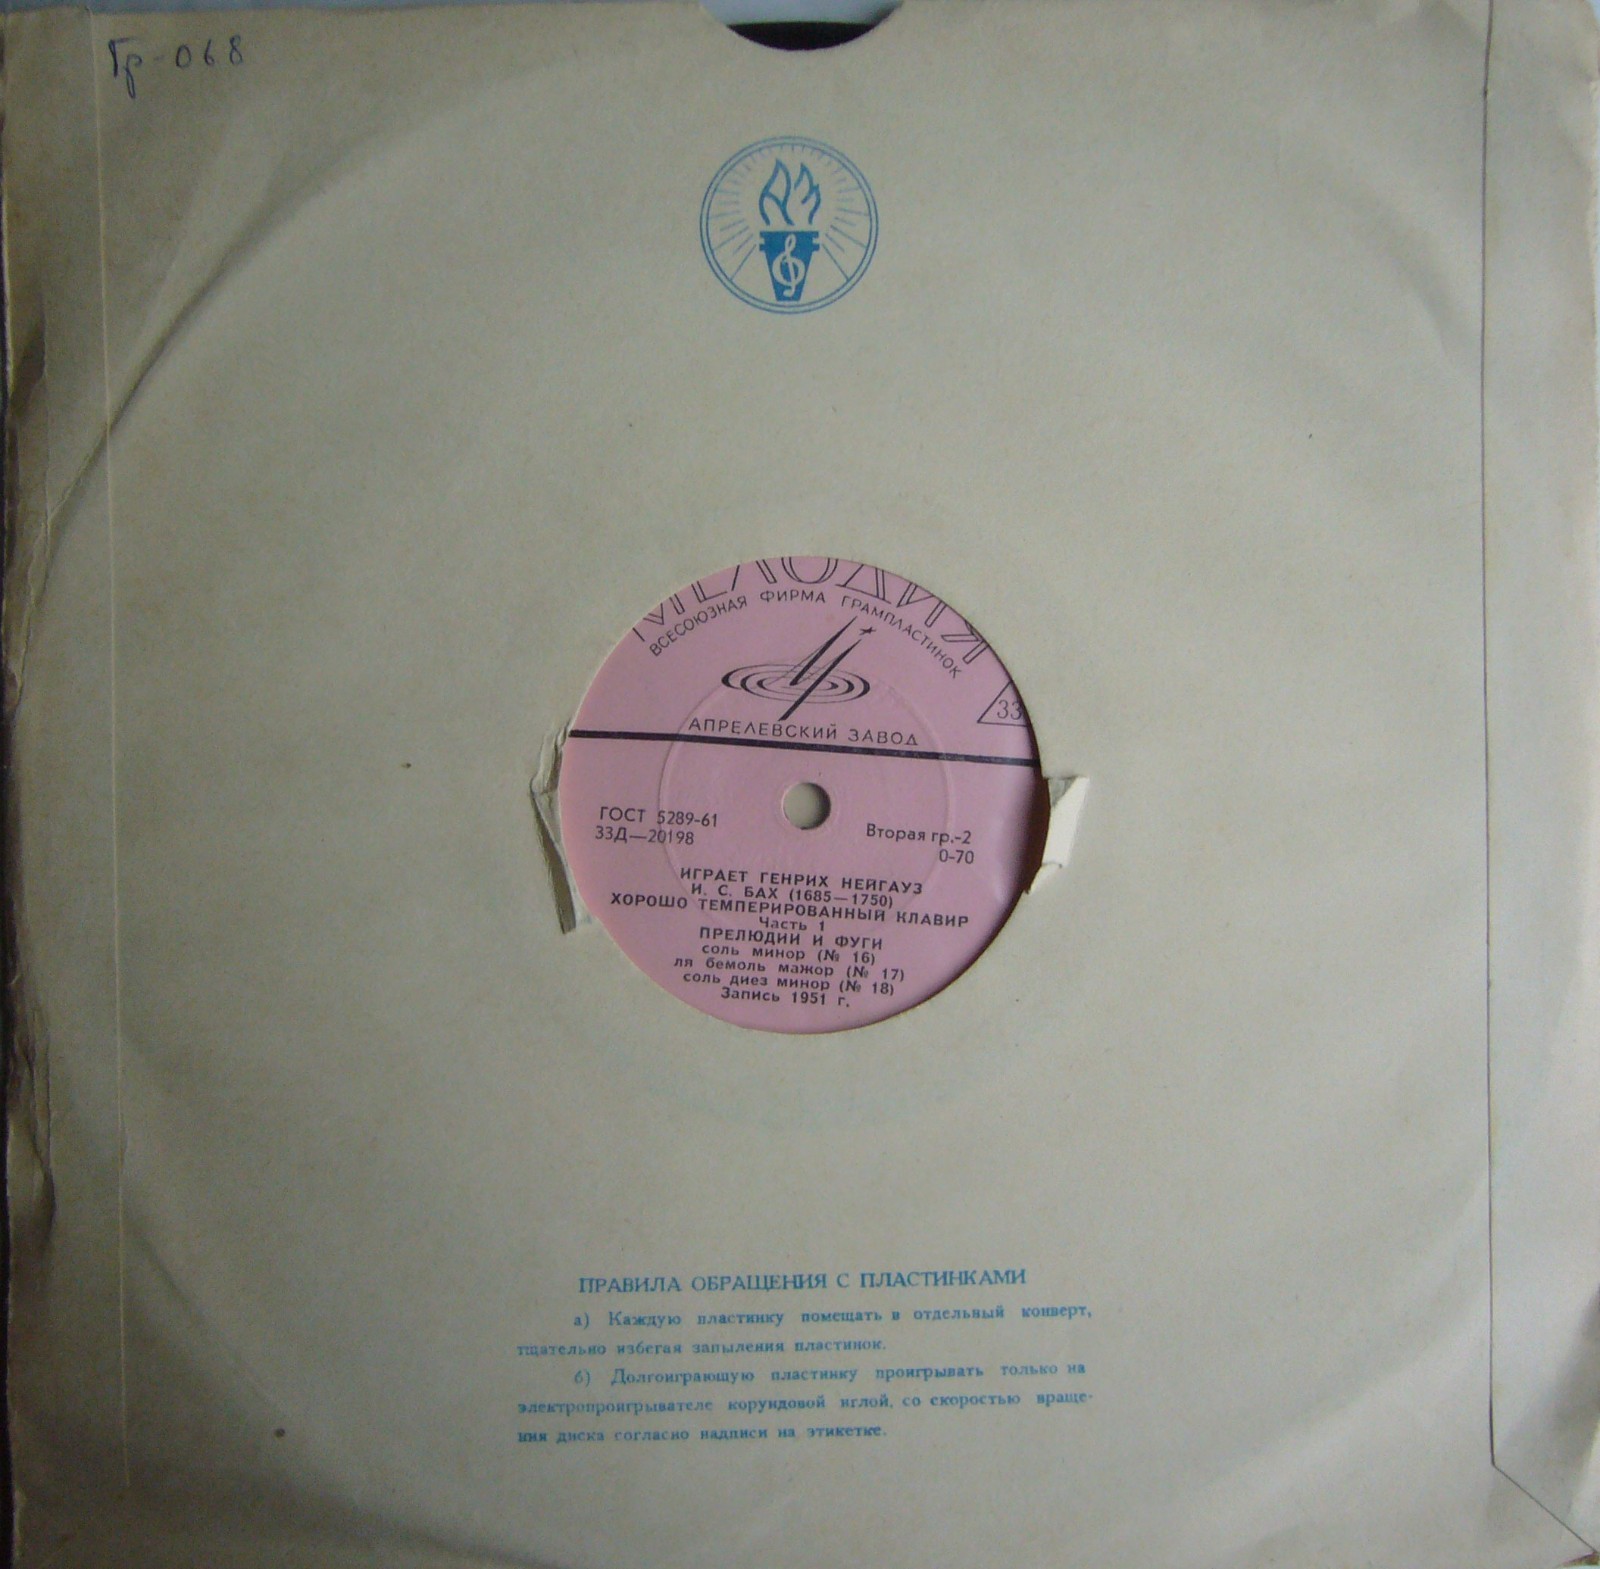 Гр-068
АЗ
МЕЛОДИЯ
ВСЕСОЮЗНАЯ ФИРМА ГРАМПЛАСТИНОК
33
АПРЕЛЕВСКИЙ ЗАВОД
ГОСТ 5289-61
33Д—20198
Вторая гр.-2
0-70
ИГРАЕТ ГЕНРИХ НЕЙГАУЗ
И. С. БАХ (1685—1750)
ХОРОШО ТЕМПЕРИРОВАННЫЙ КЛАВИР
Часть 1
ПРЕЛЮДИИ И ФУГИ
соль минор (№ 16)
ля бемоль мажор (№ 17)
соль диез минор (№ 18)
Запись 1951 г.
ПРАВИЛА ОБРАЩЕНИЯ С ПЛАСТИНКАМИ
а) Каждую пластинку помещать в отдельный конверт,
тщательно избегая запыления пластинок.
б) Долгоиграющую пластинку проигрывать только на
электропроигрывателе корундовой иглой, со скоростью враще-
ния диска согласно надписи на этикетке.